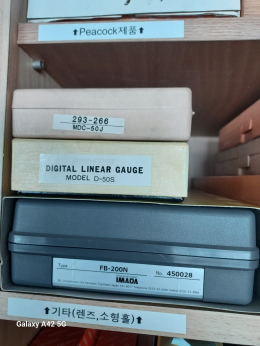 ⬆Peacock제품⬆
293-266
MDC-50J
DIGITAL LINEAR GAUGE
MODEL D-50S
Type FB-200N No. 450028
IMADA
⬆기타(렌즈,소형홀)⬆
Galaxy A42 5G